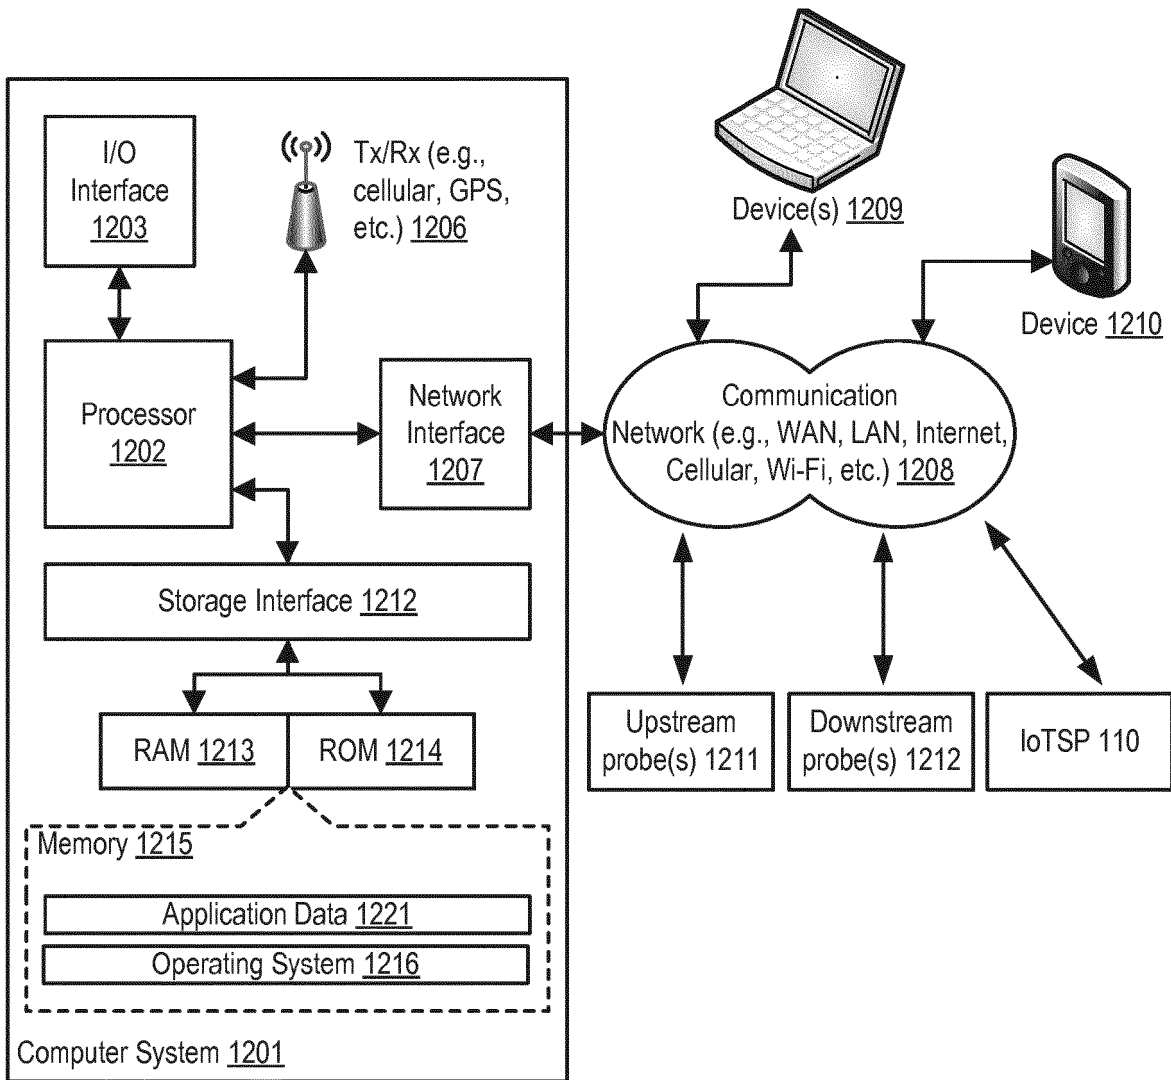 I/O
Interface
1203
Tx/Rx (e.g.,
cellular, GPS,
etc.) 1206
Device(s) 1209
Device 1210
Processor
1202
Network
Interface
1207
Communication
Network (e.g., WAN, LAN, Internet,
Cellular, Wi-Fi, etc.) 1208
Storage Interface 1212
RAM 1213
ROM 1214
Upstream
probe(s) 1211
Downstream
probe(s) 1212
IoTSP 110
Memory 1215
Application Data 1221
Operating System 1216
Computer System 1201